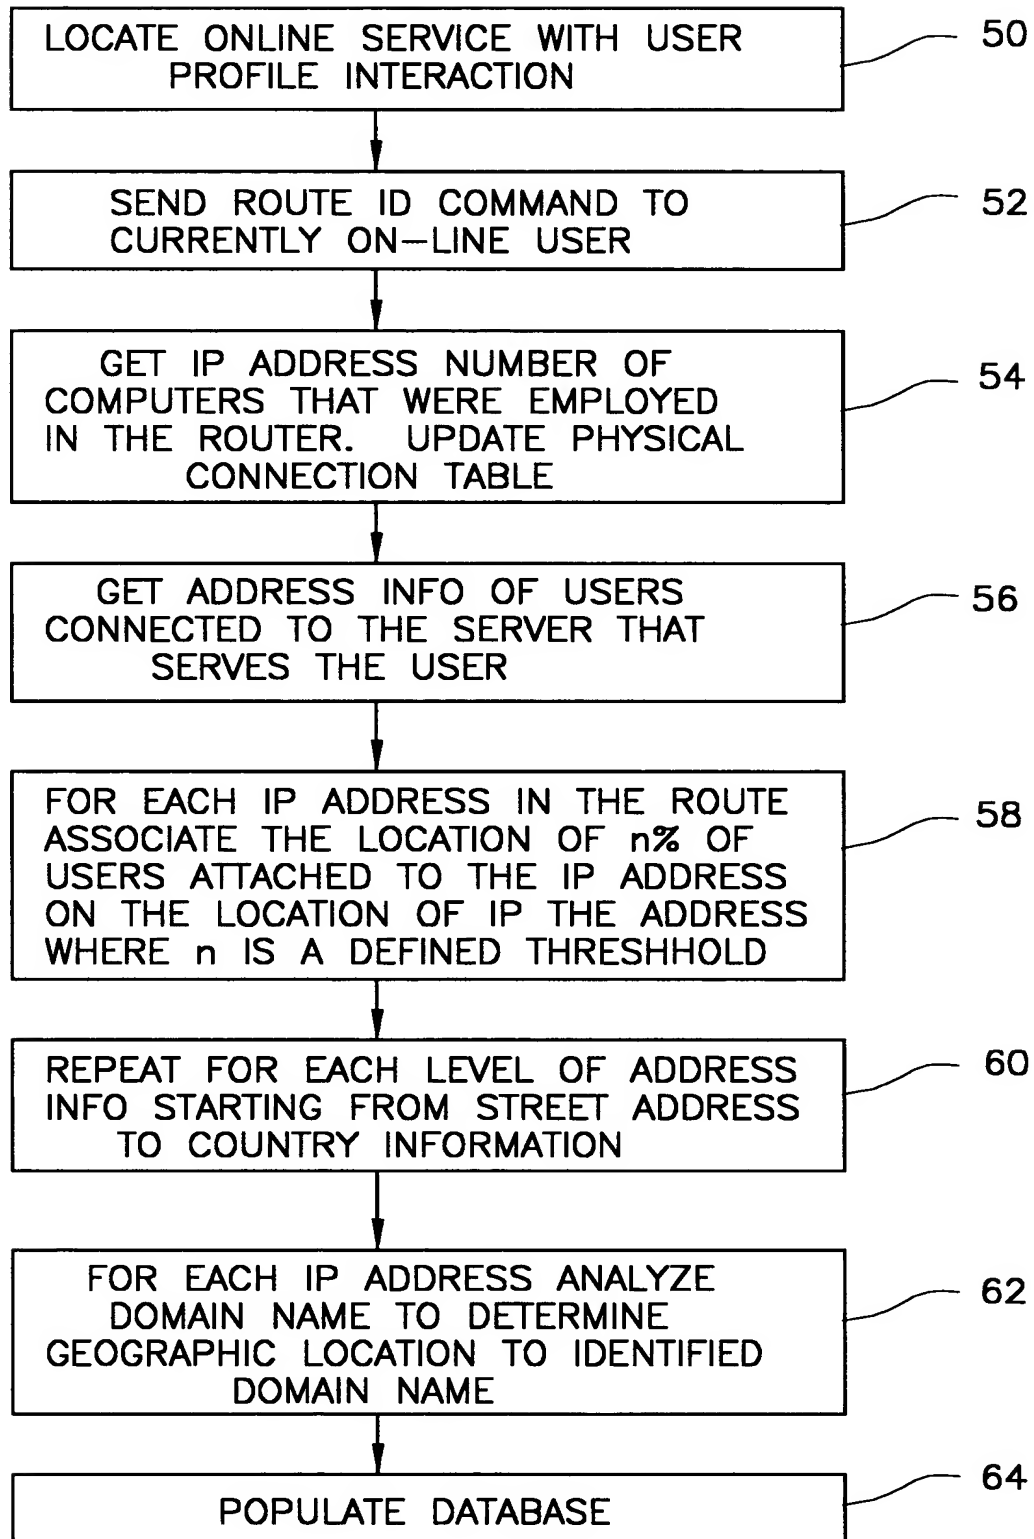 LOCATE ONLINE SERVICE WITH USER
PROFILE INTERACTION
50
SEND ROUTE ID COMMAND TO
CURRENTLY ON-LINE USER
52
GET IP ADDRESS NUMBER OF
COMPUTERS THAT WERE EMPLOYED
IN THE ROUTER. UPDATE PHYSICAL
CONNECTION TABLE
54
GET ADDRESS INFO OF USERS
CONNECTED TO THE SERVER THAT
SERVES THE USER
56
FOR EACH IP ADDRESS IN THE ROUTE
ASSOCIATE THE LOCATION OF n% OF
USERS ATTACHED TO THE IP ADDRESS
ON THE LOCATION OF IP THE ADDRESS
WHERE n IS A DEFINED THRESHHOLD
58
REPEAT FOR EACH LEVEL OF ADDRESS
INFO STARTING FROM STREET ADDRESS
TO COUNTRY INFORMATION
60
FOR EACH IP ADDRESS ANALYZE
DOMAIN NAME TO DETERMINE
GEOGRAPHIC LOCATION TO IDENTIFIED
DOMAIN NAME
62
POPULATE DATABASE
64